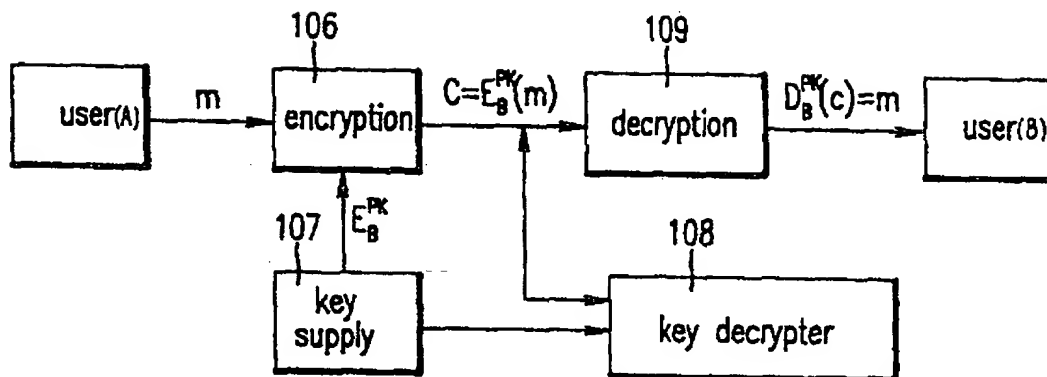 106
109
user(A)
m
encryption
C=E_B^PK(m)
decryption
D_B^PK(c)=m
user(B)
E_B^PK
107
108
key
supply
key decrypter